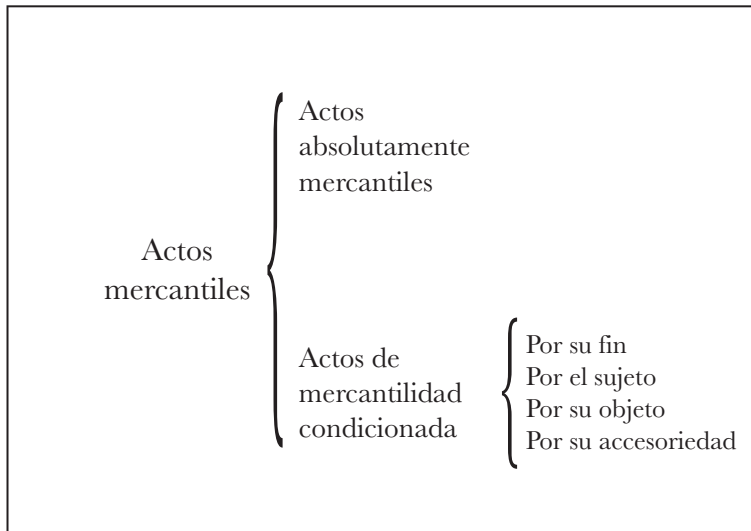 Actos
mercantiles
Actos
absolutamente
mercantiles
Actos de
mercantilidad
condicionada
Por su fin
Por el sujeto
Por su objeto
Por su accesoriedad